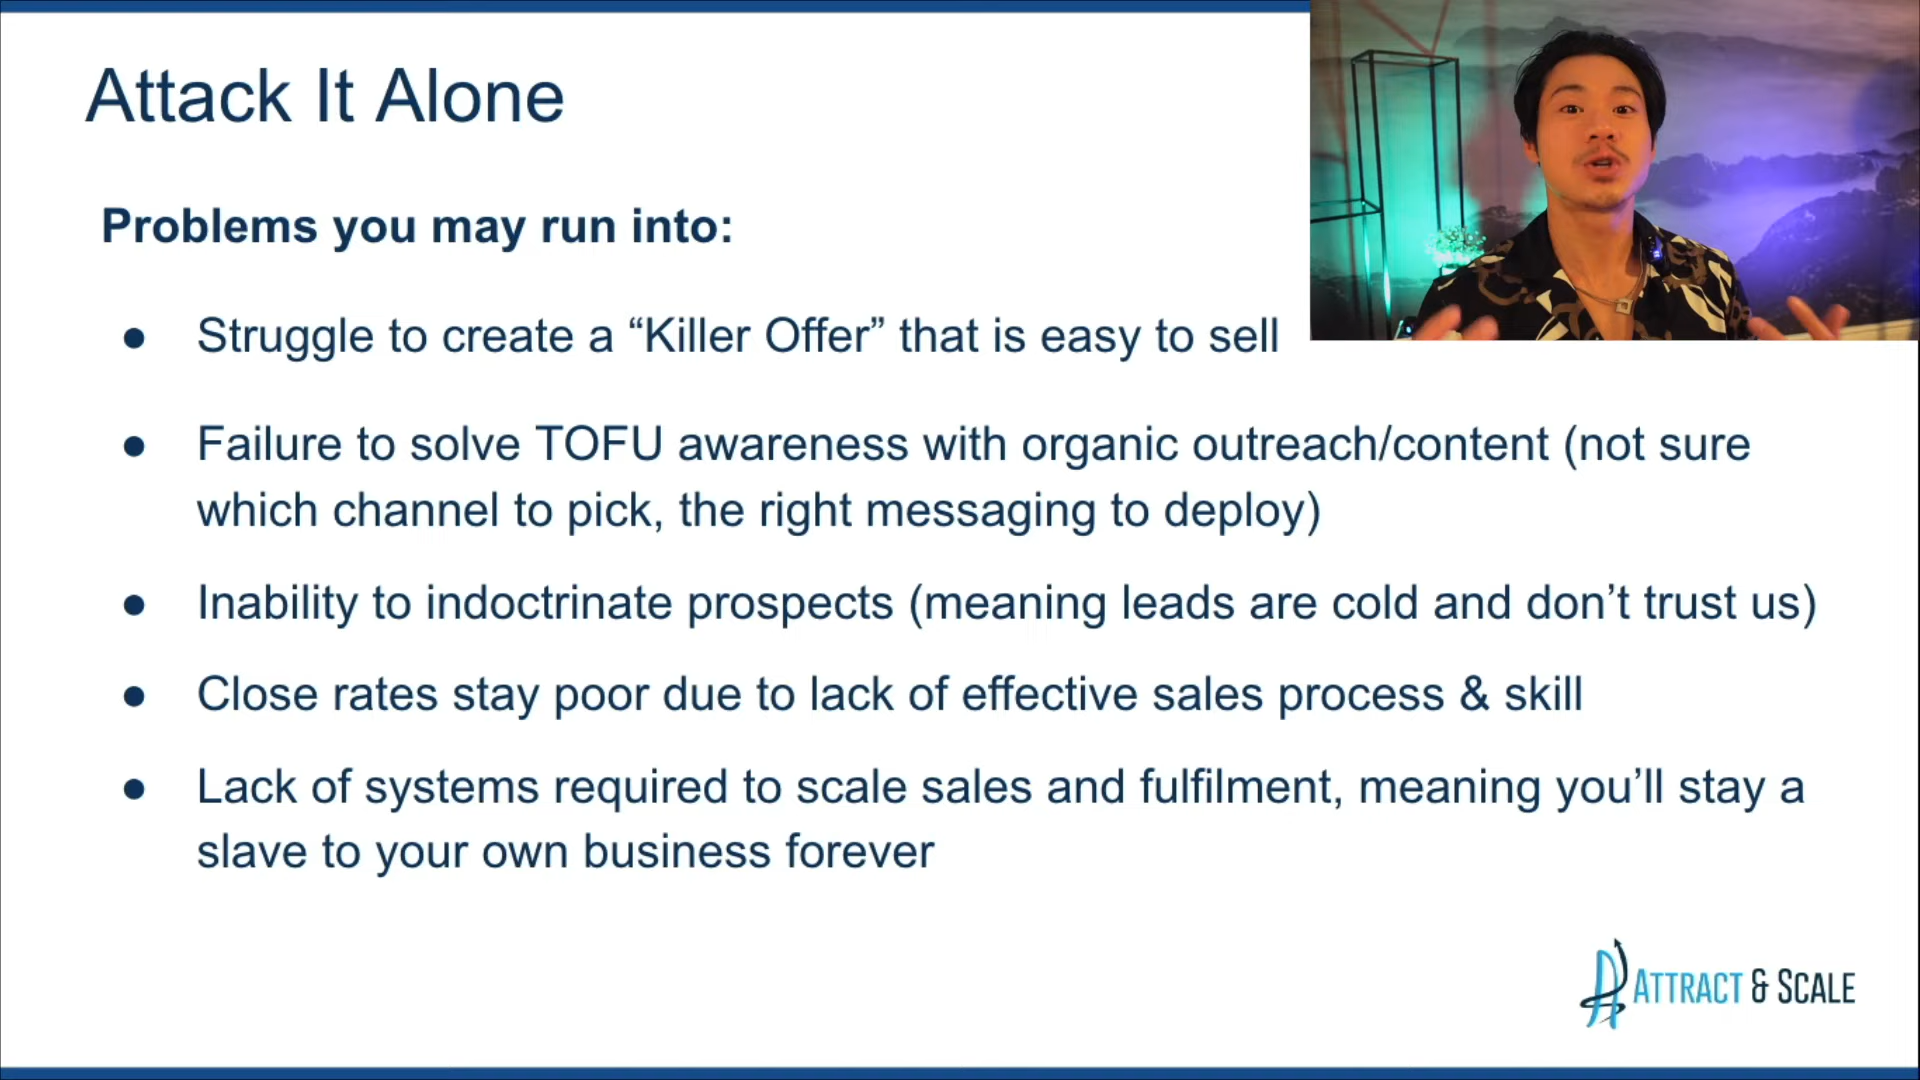 Attack It Alone
Problems you may run into:
● Struggle to create a “Killer Offer” that is easy to sell
● Failure to solve TOFU awareness with organic outreach/content (not sure
which channel to pick, the right messaging to deploy)
● Inability to indoctrinate prospects (meaning leads are cold and don’t trust us)
● Close rates stay poor due to lack of effective sales process & skill
● Lack of systems required to scale sales and fulfilment, meaning you’ll stay a
slave to your own business forever
ATTRACT & SCALE